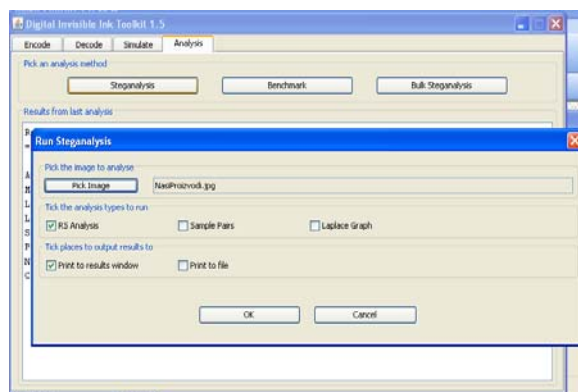 Digital Invisible Ink Toolkit 1.5
Encode Decode Simulate Analysis
Pick an analysis method
Steganalysis Benchmark Bulk Steganalysis
Results from last analysis
Run Steganalysis
Pick the image to analyse
Pick Image NasiProizvodi.jpg
Tick the analysis types to run
RS Analysis Sample Pairs Laplace Graph
Tick places to output results to
Print to results window Print to file
OK Cancel